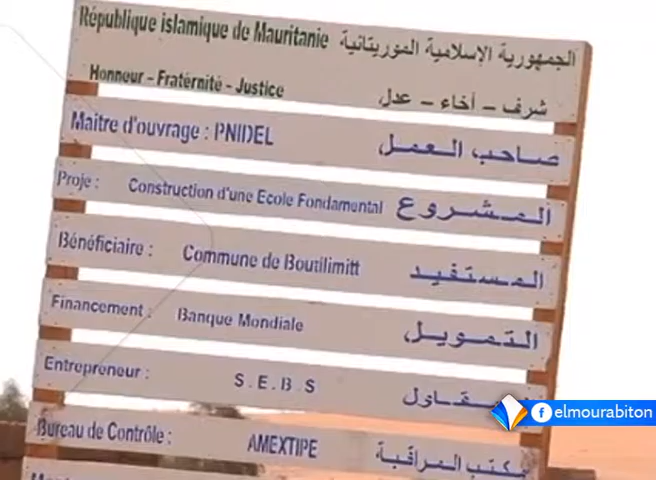 République islamique de Mauritanie الجمهورية الإسلامية الموريتانية
Honneur - Fraternité - Justice شرف - أخاء - عدل
Maitre d'ouvrage : PNIDEL صاحب العمل
Proje : Construction d'une Ecole Fondamental المشروع
Bénéficiaire : Commune de Boutilimitt المستفيد
Financement : Banque Mondiale التمويل
Entrepreneur : S.E.B.S
elmourabiton
Bureau de Contrôle : AMEXTIPE مكتب المراقبة